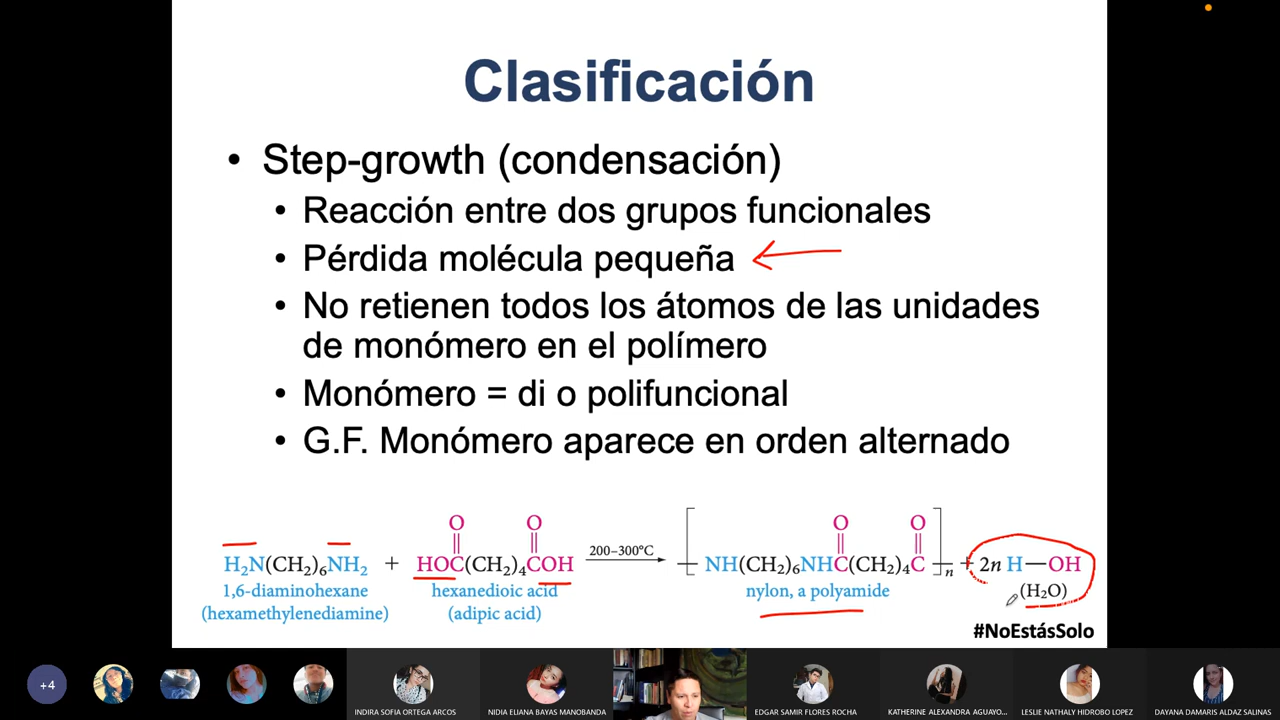 Clasificación
• Step-growth (condensación)
• Reacción entre dos grupos funcionales
• Pérdida molécula pequeña
• No retienen todos los átomos de las unidades
de monómero en el polímero
• Monómero = di o polifuncional
• G.F. Monómero aparece en orden alternado
O O O O
H₂N(CH₂)₆NH₂ + HOC(CH₂)₄COH 200–300°C [NH(CH₂)₆NHC(CH₂)₄C]n + 2n H—OH
1,6-diaminohexane hexanedioic acid nylon, a polyamide (H₂O)
(hexamethylenediamine) (adipic acid)
#NoEstásSolo
+4
INDIRA SOFIA ORTEGA ARCOS
NIDIA ELIANA BAYAS MANOBANDA
EDGAR SAMIR FLORES ROCHA
KATHERINE ALEXANDRA AGUAYO...
LESLIE NATHALY HIDROBO LOPEZ
DAYANA DAMARIS ALDAZ SALINAS